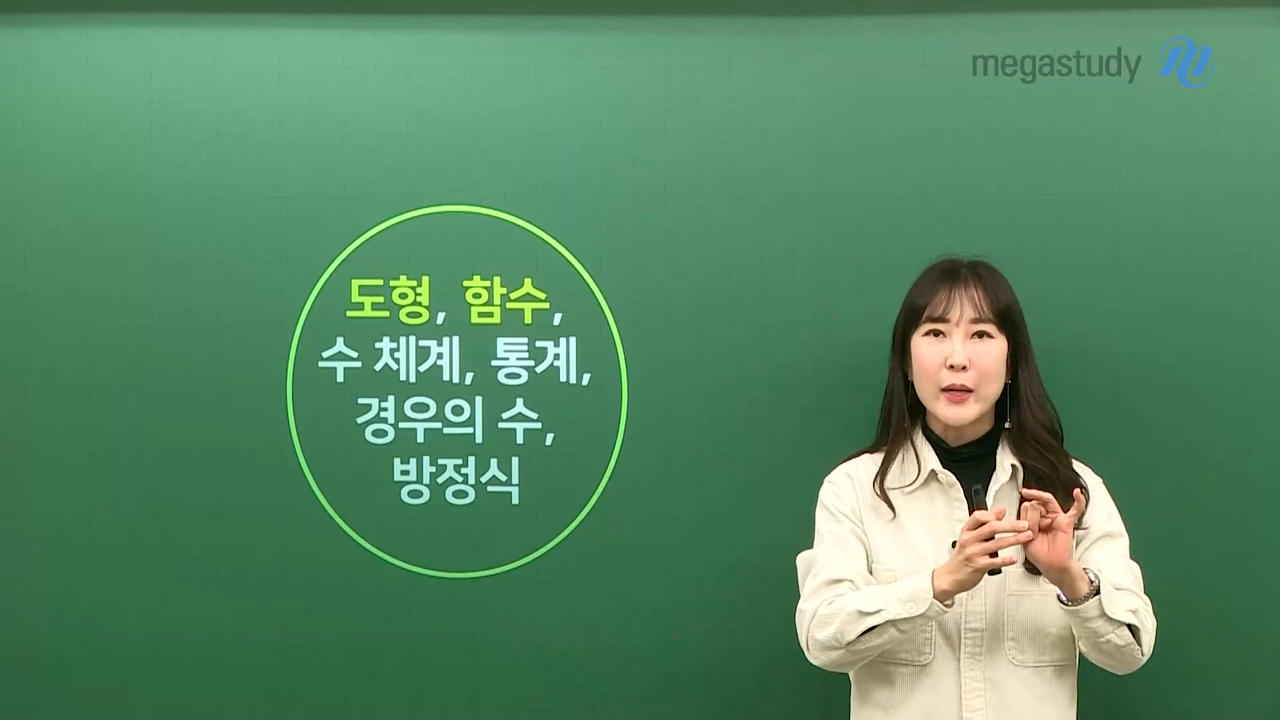 megastudy
도형, 함수,
수 체계, 통계,
경우의 수,
방정식